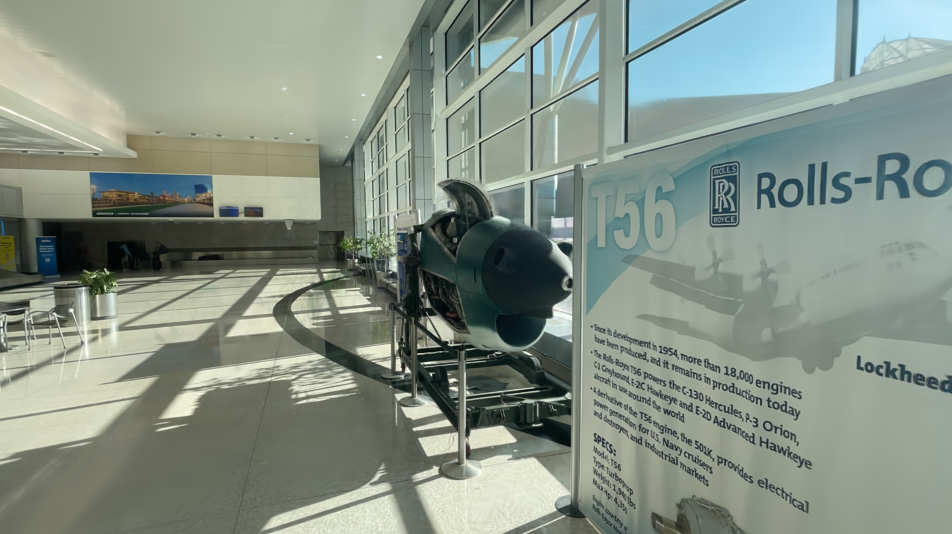 T56
ROLLS
RR
ROYCE
Rolls-Ro
• Since its development in 1954, more than 18,000 engines
have been produced, and it remains in production today
• The Rolls-Royce T56 powers the C-130 Hercules, P-3 Orion,
C-2 Greyhound, E-2C Hawkeye and E-2D Advanced Hawkeye
aircraft in use around the world
• A derivative of the T56 engine, the 501K, provides electrical
power generation for U.S. Navy cruisers
and destroyers, and industrial markets
Lockheed
SPECS:
Model: T56
Type: Turboprop